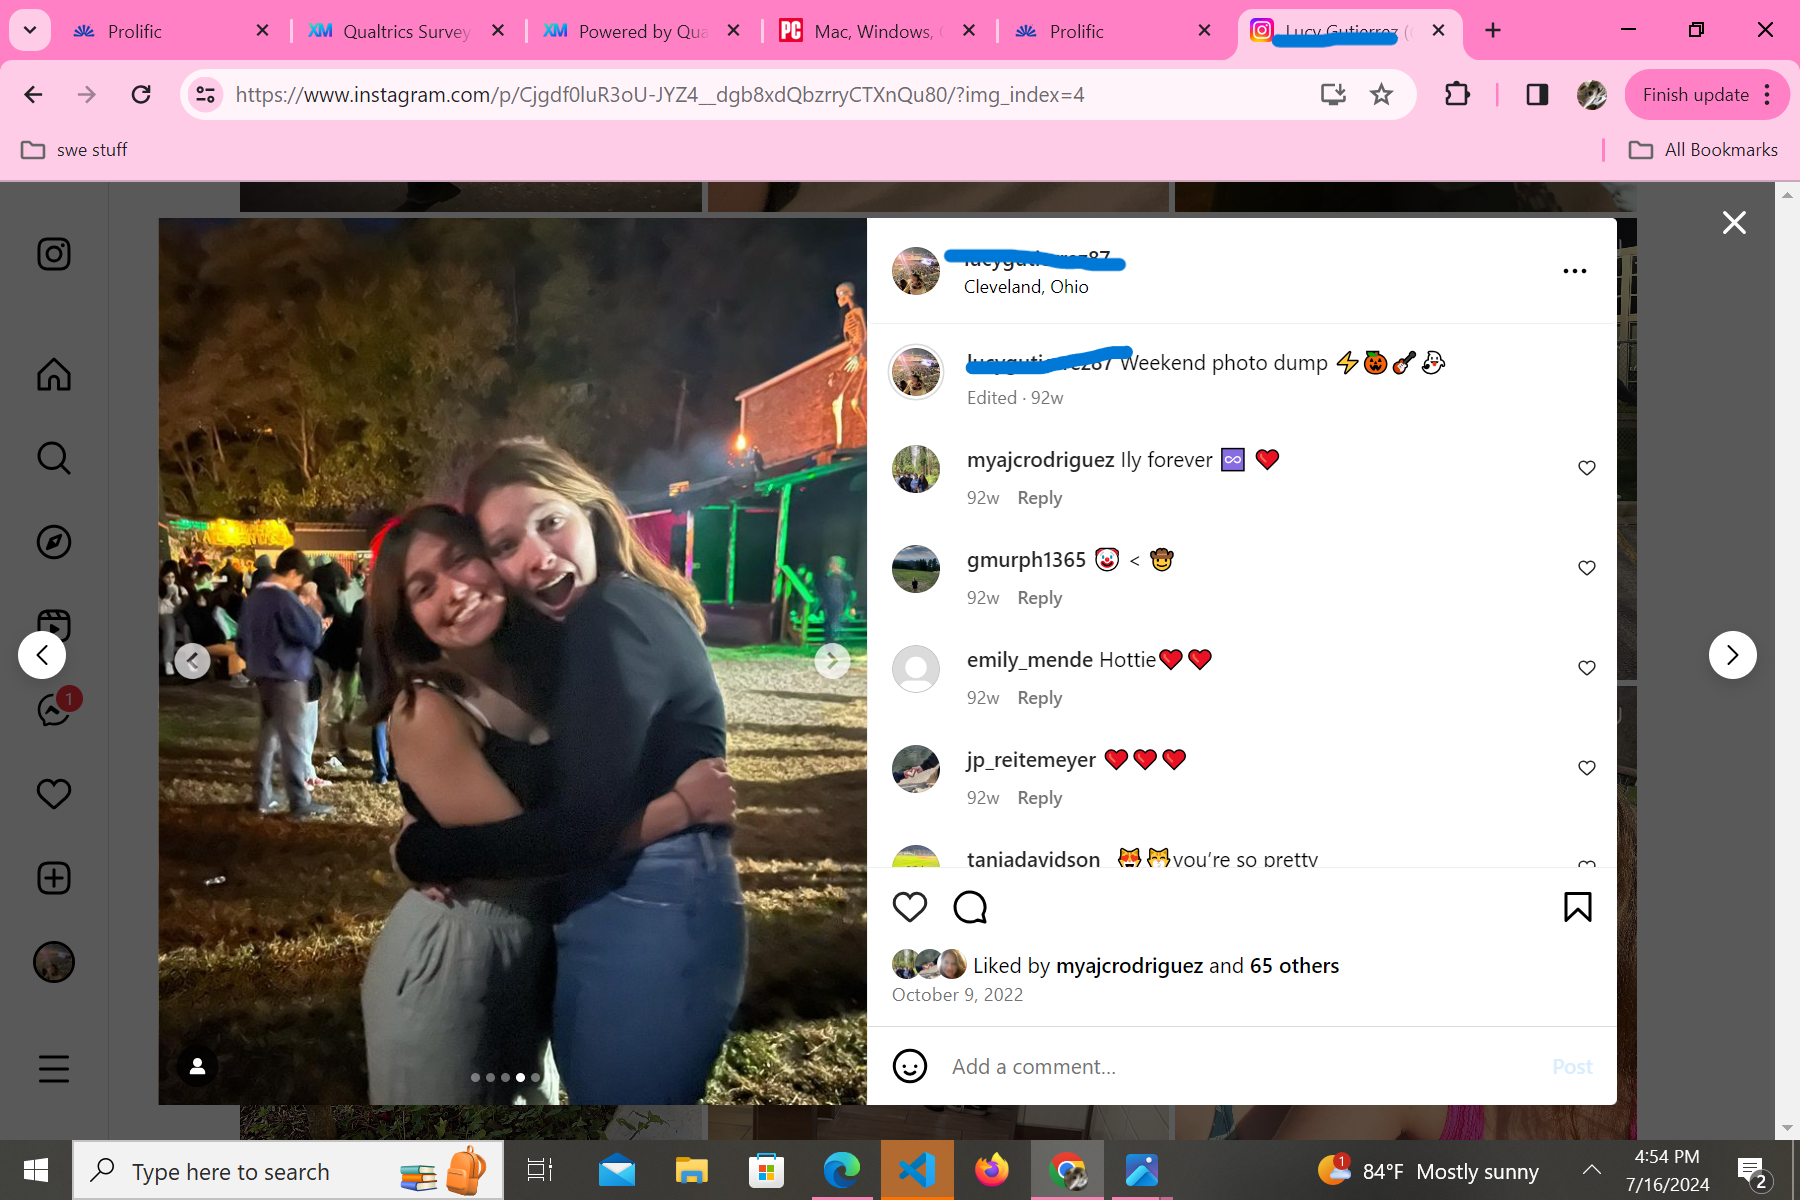 Prolific
Qualtrics Survey
Powered by Qua
Mac, Windows,
Prolific
https://www.instagram.com/p/Cjgdf0luR3oU-JYZ4__dgb8xdQbzrryCTXnQu80/?img_index=4
Finish update
swe stuff
All Bookmarks
Cleveland, Ohio
Weekend photo dump ⚡🎃🎸👻
Edited · 92w
myajcrodriguez Ily forever ♾️ ❤️
92w Reply
gmurph1365 🤡 < 🤠
92w Reply
emily_mende Hottie❤️❤️
92w Reply
jp_reitemeyer ❤️❤️❤️
92w Reply
taniadavidson 😻😸you're so pretty
1
Liked by myajcrodriguez and 65 others
October 9, 2022
Add a comment...
Post
Type here to search
1
84°F Mostly sunny
4:54 PM
7/16/2024
2